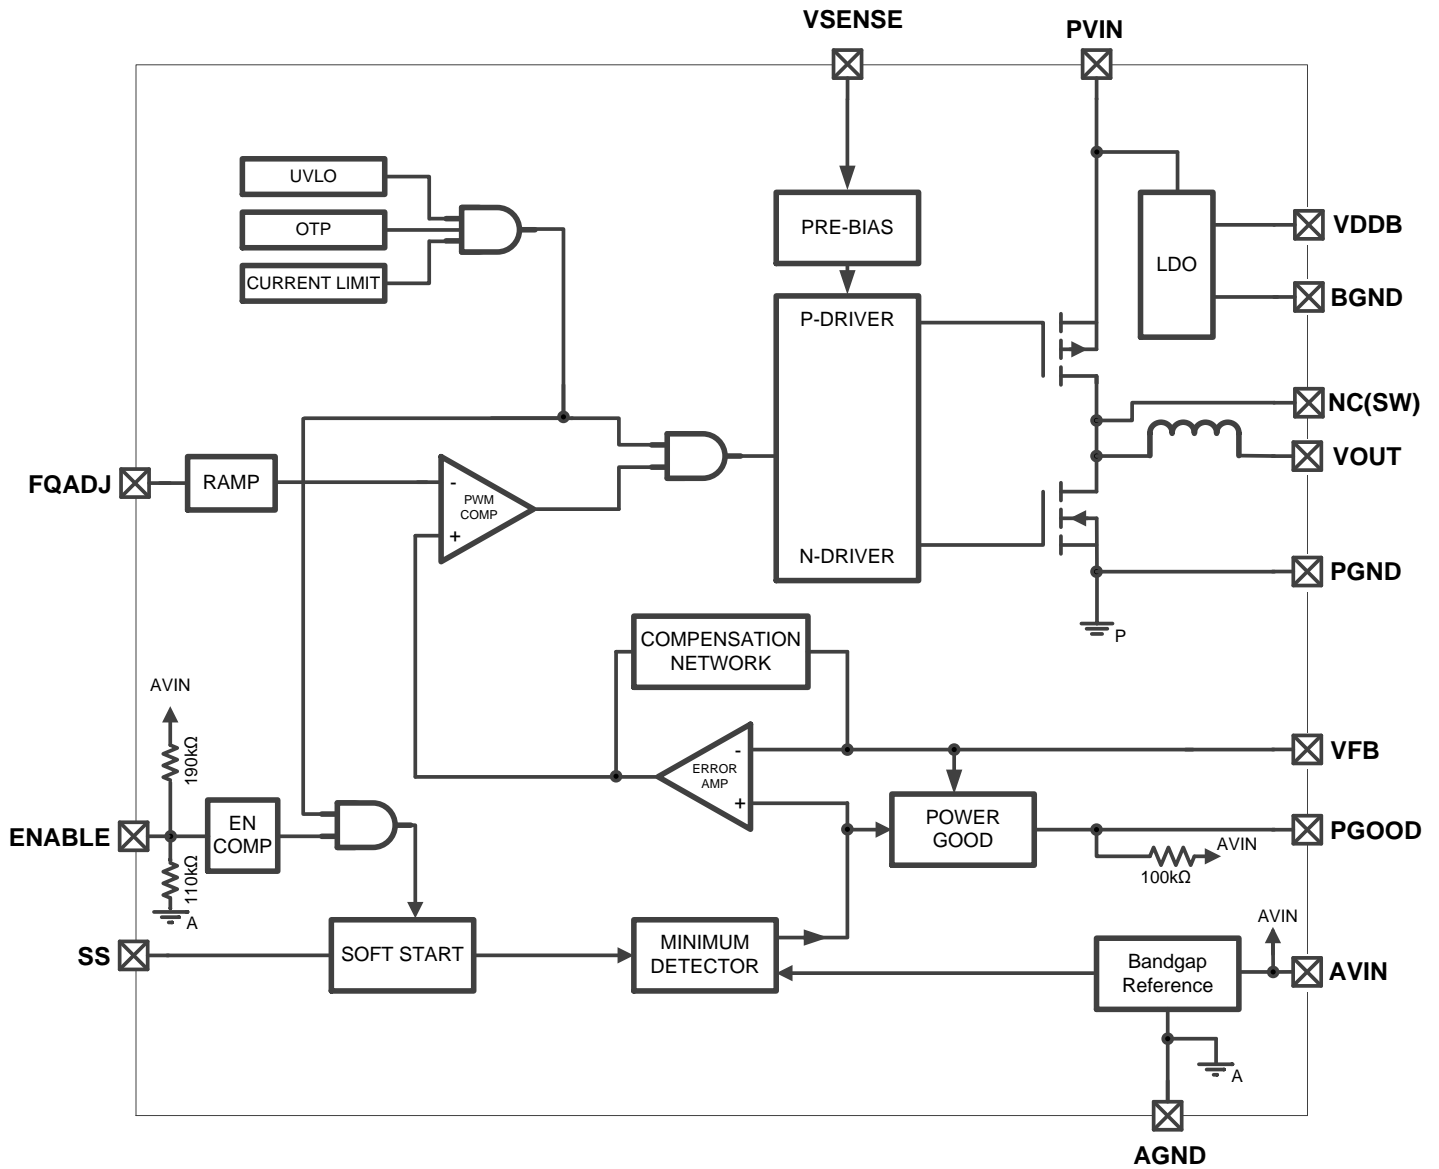 VSENSE
PVIN
UVLO
OTP
CURRENT LIMIT
PRE-BIAS
LDO
VDDB
BGND
P-DRIVER
N-DRIVER
NC(SW)
VOUT
PGND
P
FQADJ
RAMP
-
PWM
COMP
+
COMPENSATION
NETWORK
AVIN
190kΩ
ENABLE
EN
COMP
110kΩ
A
-
ERROR
AMP
+
VFB
POWER
GOOD
PGOOD
AVIN
100kΩ
SS
SOFT START
MINIMUM
DETECTOR
Bandgap
Reference
AVIN
AVIN
A
AGND